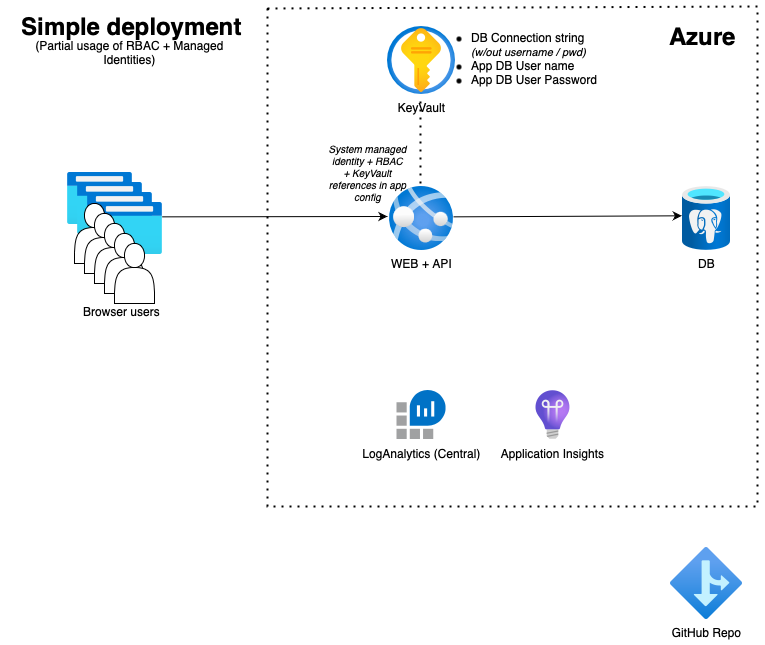 Simple deployment
(Partial usage of RBAC + Managed
Identities)
Azure
DB Connection string
(w/out username / pwd)
App DB User name
App DB User Password
KeyVault
System managed
identity + RBAC
+ KeyVault
references in app
config
WEB + API
DB
Browser users
LogAnalytics (Central)
Application Insights
GitHub Repo